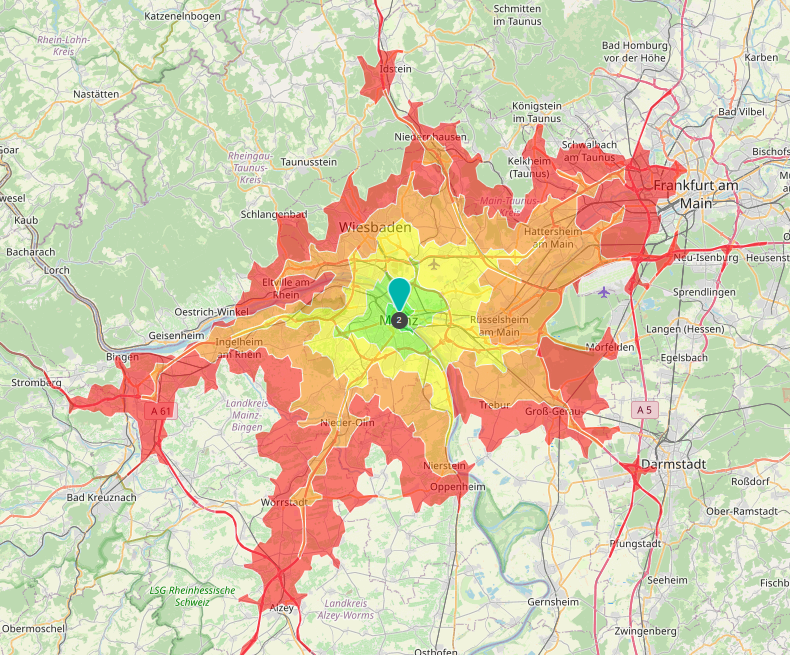 Katzenelnbogen
Schmitten
im Taunus
Rhein-Lahn-
Kreis
Bad Homburg
vor der Höhe
Karben
Idstein
Nastätten
Königstein
im Taunus
Bad Vilbel
Niedernhausen
Schwalbach
am Taunus
Bischofs
Goar
Rheingau-
Taunus-
Kreis
Taunusstein
Kelkheim
(Taunus)
Frankfurt am
Main
wesel
Main-Taunus-
Kreis
Kaub
Schlangenbad
Wiesbaden
Hattersheim
am Main
Bacharach
Neu-Isenburg
Heusenst
Lorch
Eltville am
Rhein
Sprendlingen
Oestrich-Winkel
Mainz
2
Rüsselsheim
am Main
Langen (Hessen)
Geisenheim
Ingelheim
am Rhein
Mörfelden
Egelsbach
Bingen
Stromberg
A 61
Landkreis
Mainz-
Bingen
Trebur
Groß-Gerau
A 5
Nieder-Olm
Nierstein
Darmstadt
Oppenheim
Roßdorf
Bad Kreuznach
Wörrstadt
Ober-Ramstadt
Pfungstadt
LSG Rheinhessische
Schweiz
Seeheim
Fischb
Landkreis
Alzey-Worms
Alzey
Gernsheim
Obermoschel
Zwingenberg
Osthofen